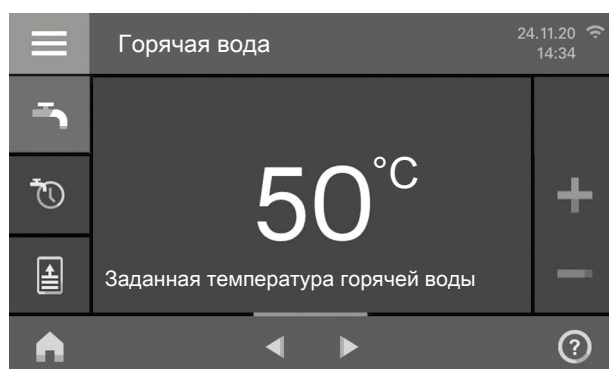 Горячая вода
24.11.20
14:34
50°C
Заданная температура горячей воды
?